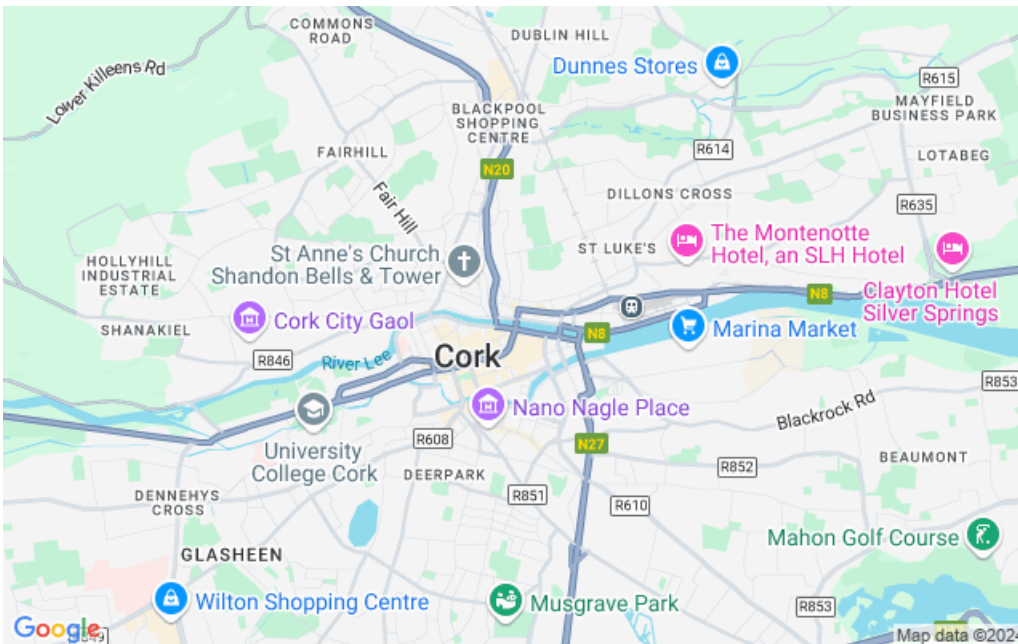 COMMONS
ROAD
DUBLIN HILL
Dunnes Stores
Lower Killeens Rd
R615
BLACKPOOL
SHOPPING
CENTRE
MAYFIELD
BUSINESS PARK
FAIRHILL
R614
LOTABEG
N20
Fair Hill
DILLONS CROSS
R635
St Anne's Church
Shandon Bells & Tower
ST LUKE'S
The Montenotte
Hotel, an SLH Hotel
HOLLYHILL
INDUSTRIAL
ESTATE
N8
Clayton Hotel
Silver Springs
SHANAKIEL
Cork City Gaol
N8
Marina Market
R846
River Lee
Cork
R853
Nano Nagle Place
Blackrock Rd
University
College Cork
R608
N27
DEERPARK
R852
BEAUMONT
DENNEHYS
CROSS
R851
R610
GLASHEEN
Mahon Golf Course
Wilton Shopping Centre
Musgrave Park
R853
Google
Map data ©202